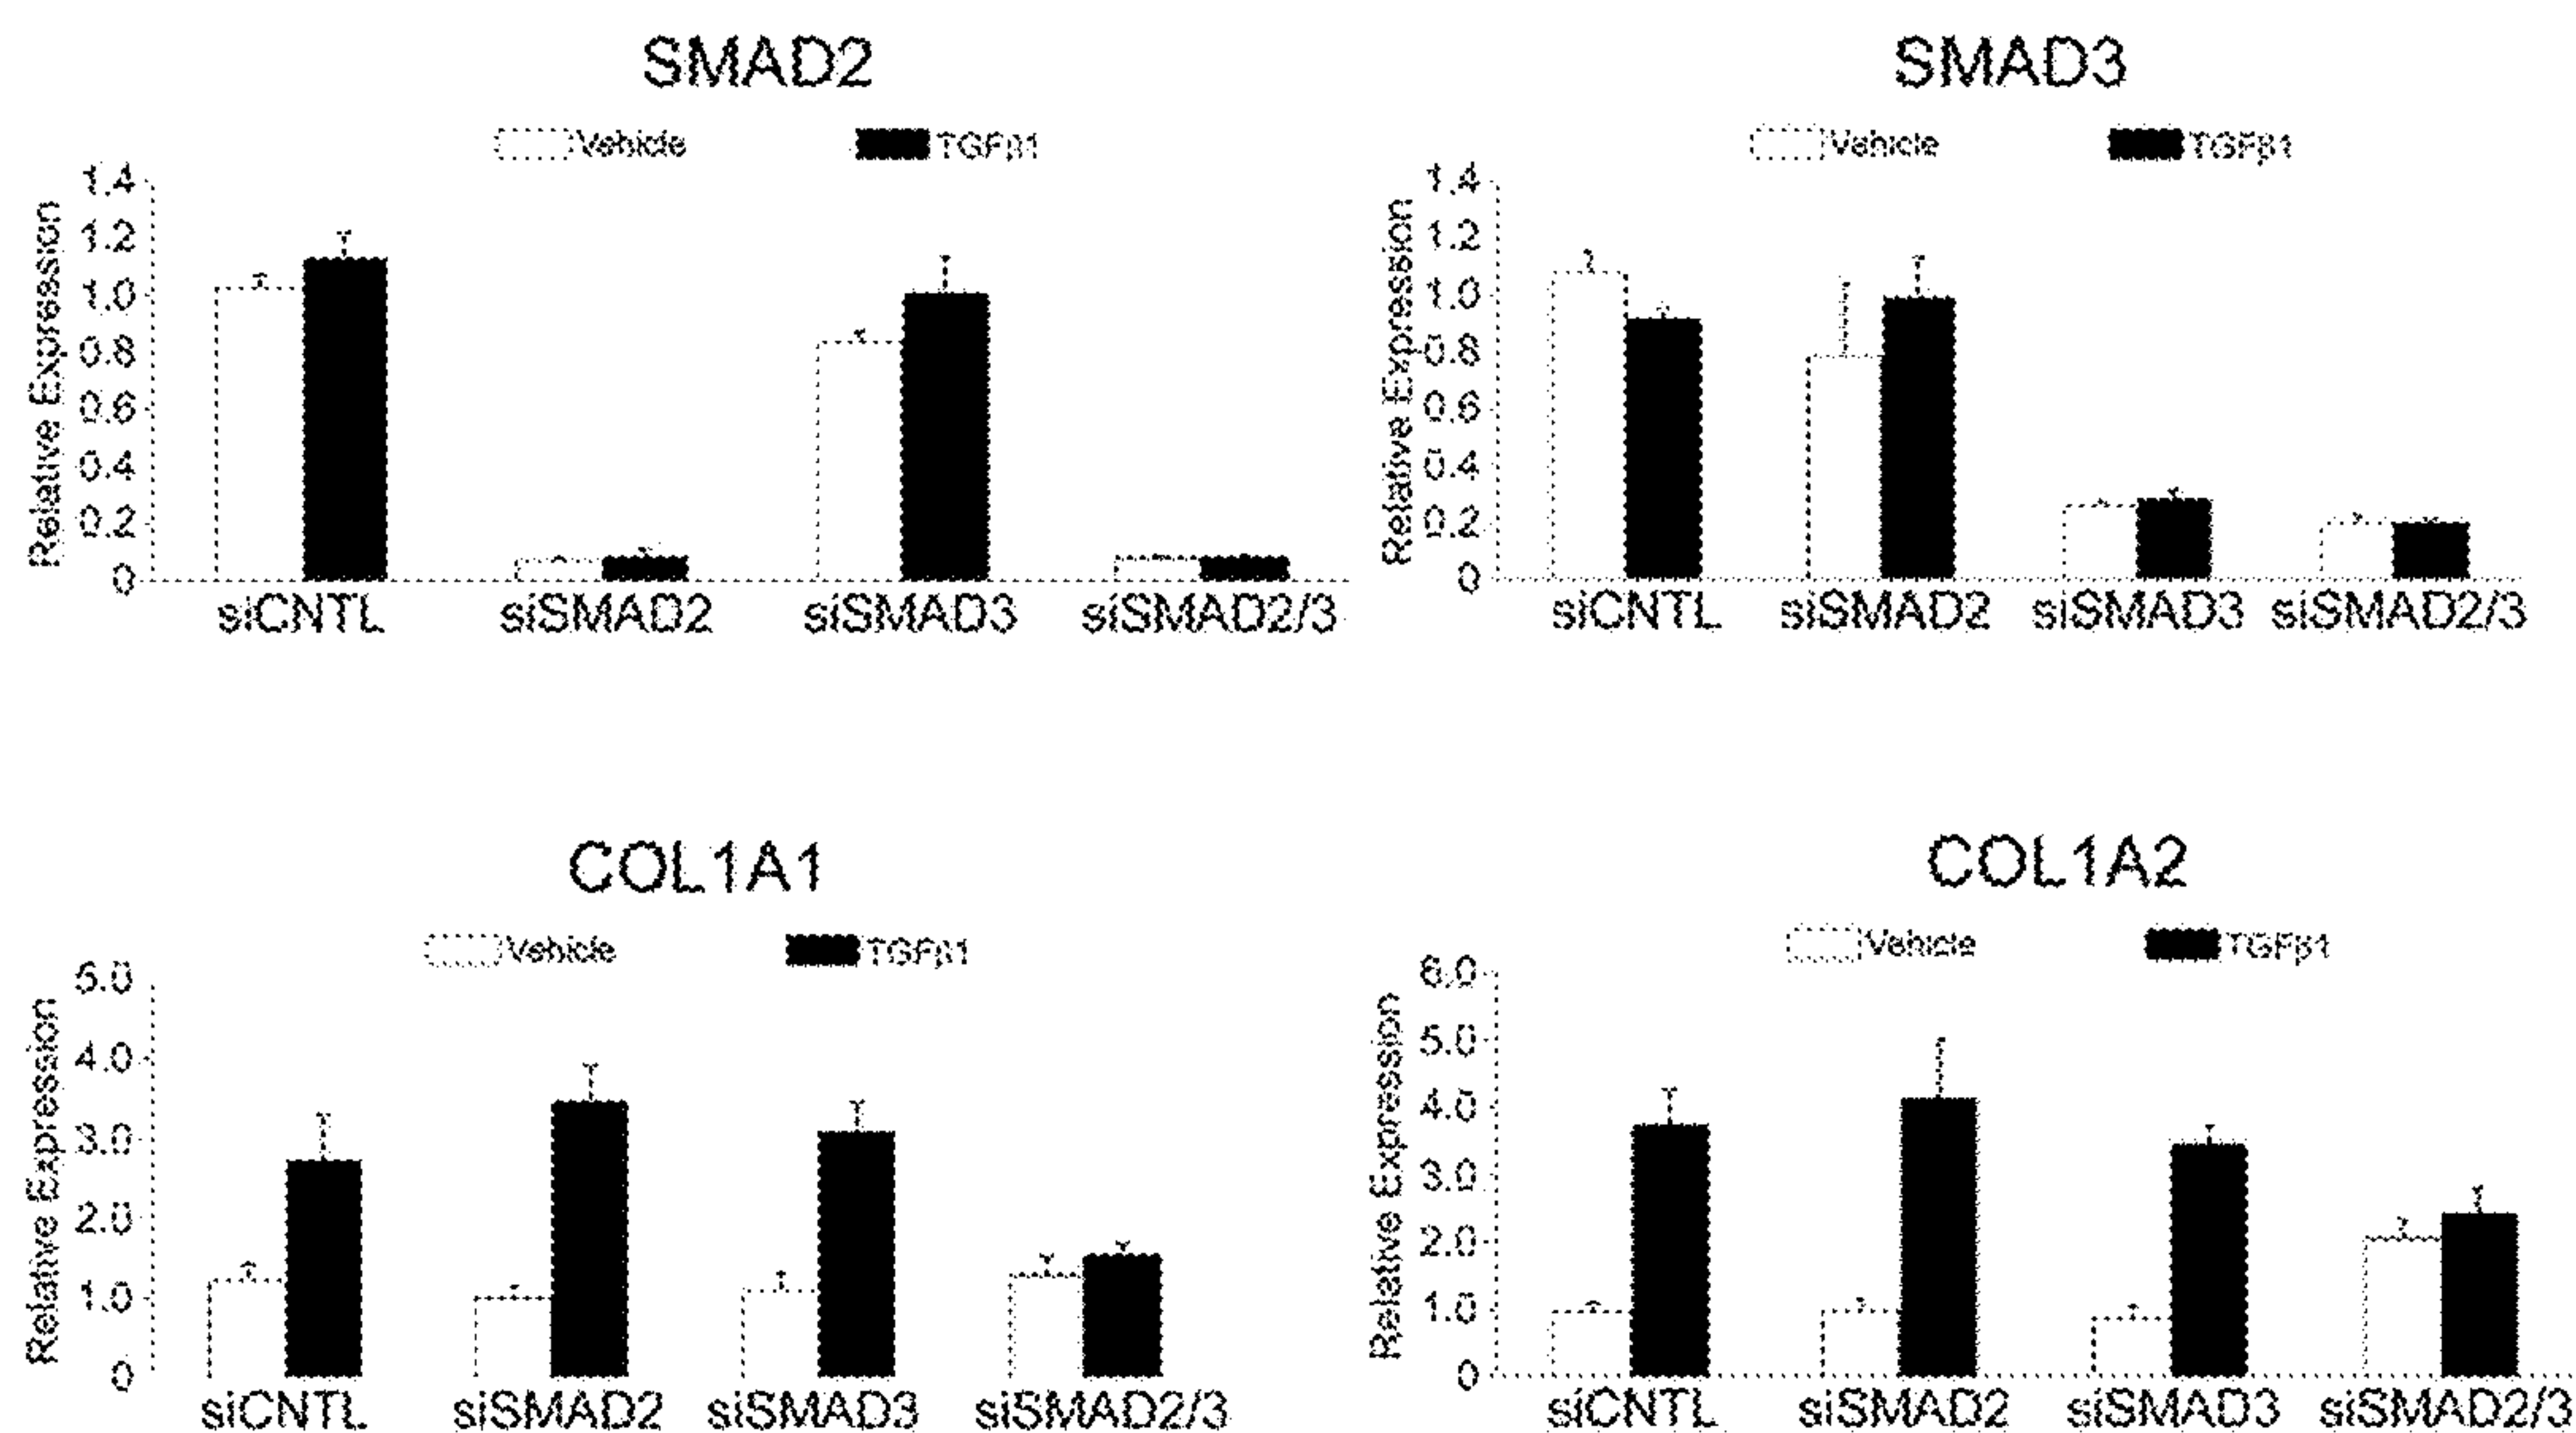 SMAD2
Vehicle TGFβ1
Relative Expression
1.4
1.2
1.0
0.8
0.6
0.4
0.2
0
siCNTL siSMAD2 siSMAD3 siSMAD2/3
SMAD3
Vehicle TGFβ1
Relative Expression
1.4
1.2
1.0
0.8
0.6
0.4
0.2
0
siCNTL siSMAD2 siSMAD3 siSMAD2/3
COL1A1
Vehicle TGFβ1
Relative Expression
5.0
4.0
3.0
2.0
1.0
0
siCNTL siSMAD2 siSMAD3 siSMAD2/3
COL1A2
Vehicle TGFβ1
Relative Expression
6.0
5.0
4.0
3.0
2.0
1.0
0
siCNTL siSMAD2 siSMAD3 siSMAD2/3